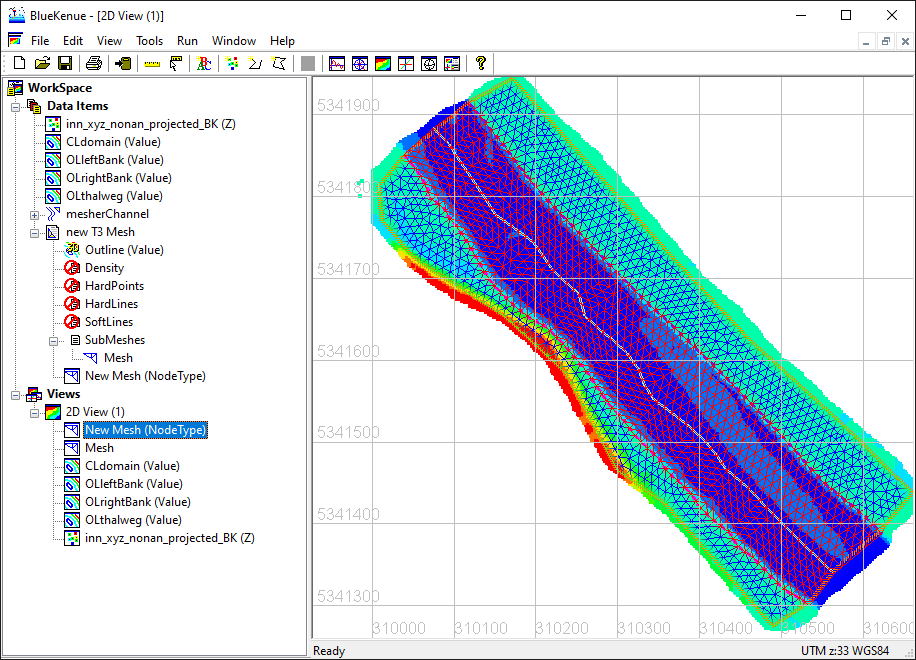 BlueKenue - [2D View (1)]
File Edit View Tools Run Window Help
WorkSpace
Data Items
inn_xyz_nonan_projected_BK (Z)
CLdomain (Value)
OLleftBank (Value)
OLrightBank (Value)
OLthalweg (Value)
mesherChannel
new T3 Mesh
Outline (Value)
Density
HardPoints
HardLines
SoftLines
SubMeshes
Mesh
New Mesh (NodeType)
Views
2D View (1)
New Mesh (NodeType)
Mesh
CLdomain (Value)
OLleftBank (Value)
OLrightBank (Value)
OLthalweg (Value)
inn_xyz_nonan_projected_BK (Z)
5341900
5341800
5341700
5341600
5341500
5341400
5341300
310000 310100 310200 310300 310400 310500 310600
Ready
UTM z:33 WGS84